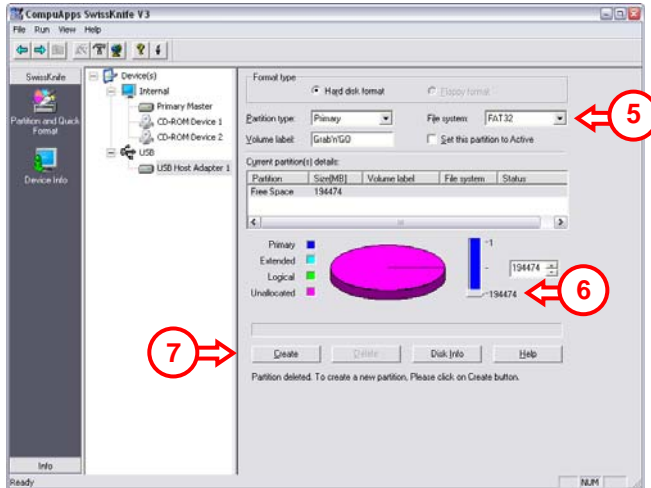 CompuApps SwissKnife V3
File Run View Help
SwissKnife
Partition and Quick
Format
Device Info
Info
Device(s)
Internal
Primary Master
CD-ROM Device 1
CD-ROM Device 2
USB
USB Host Adapter 1
Format type
Hard disk format
Floppy format
Partition type: Primary File system: FAT32
5
Volume label: Grab'n'GO Set this partition to Active
Current partition(s) details:
Partition Size[MB] Volume label File system Status
Free Space 194474
Primary
Extended
Logical
Unallocated
-1
-
-194474
194474
6
7
Create Delete Disk Info Help
Partition deleted. To create a new partition, Please click on Create button.
Ready NUM